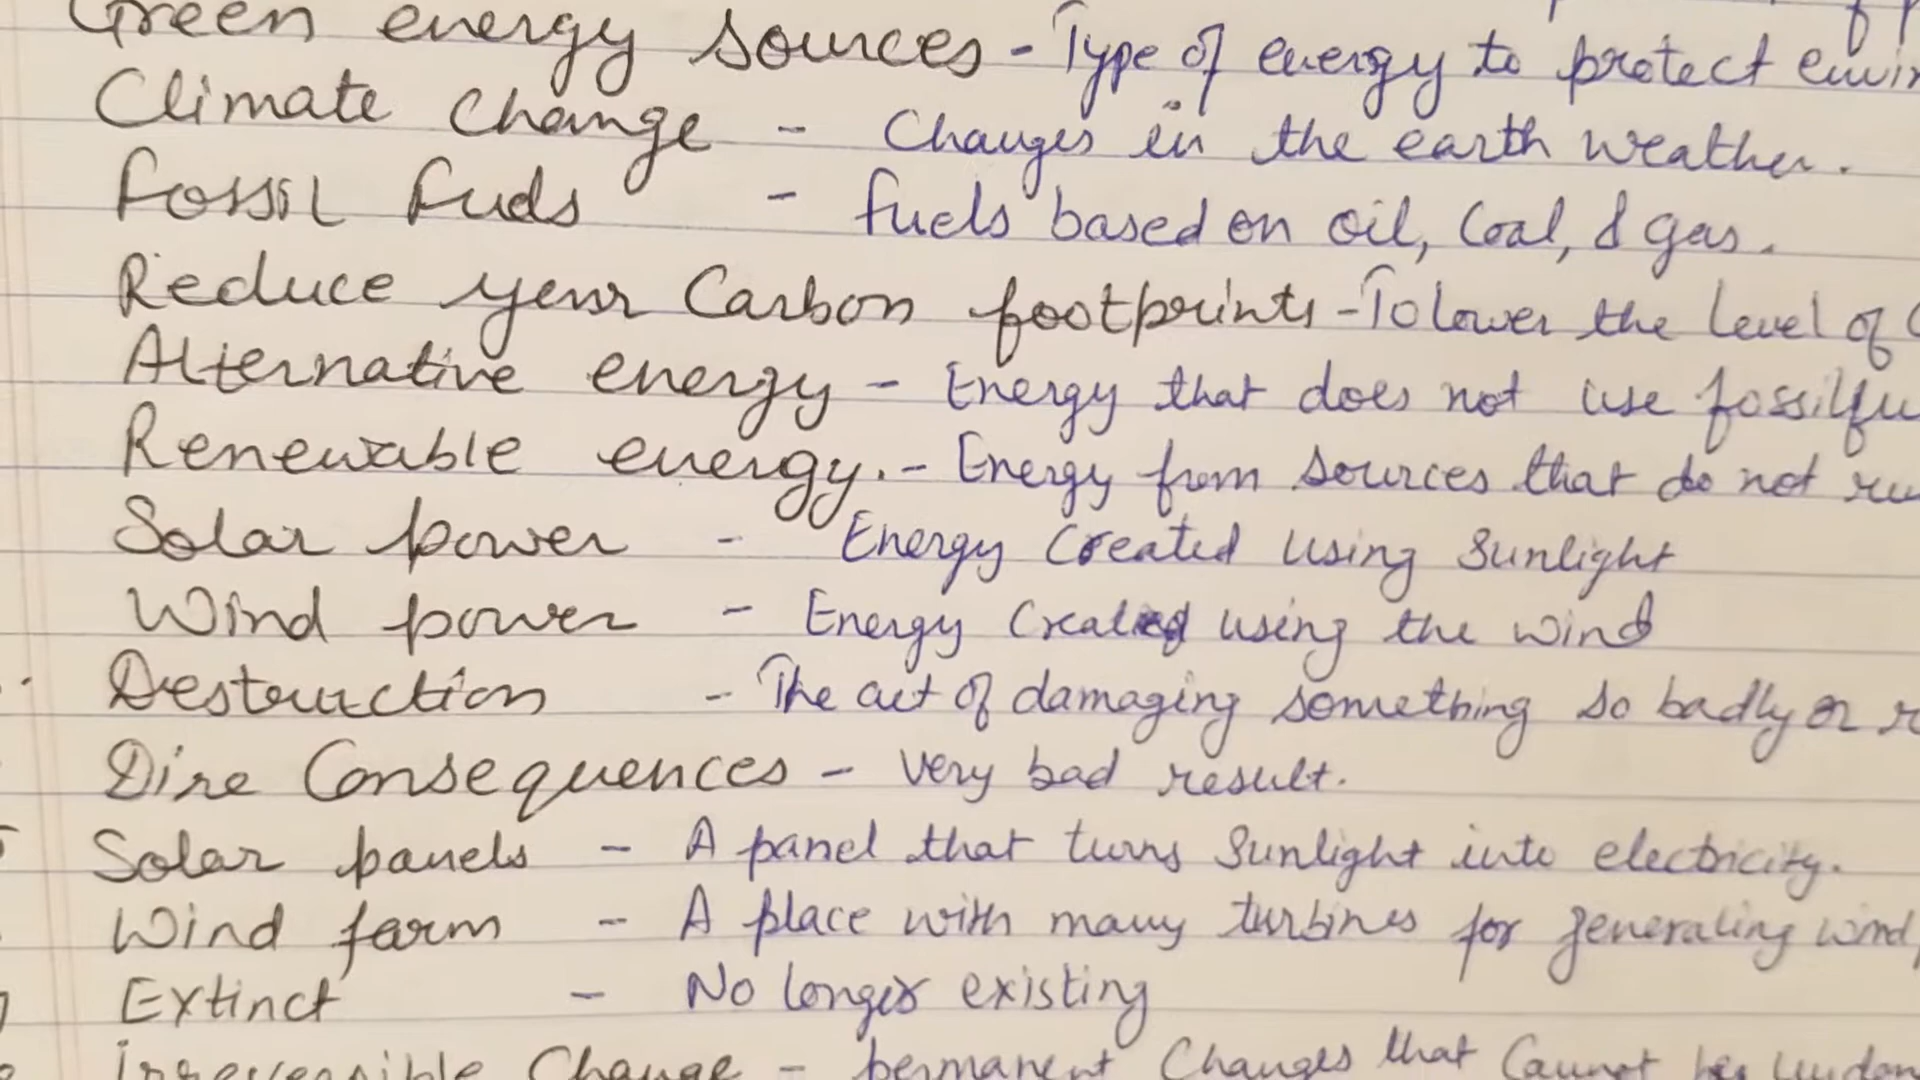 Green energy sources - Type of energy to protect
Climate Change - Changes in the earth weather.
Fossil fuels - fuels based on oil, Coal, & gas.
Reduce your Carbon footprints - To lower the level of
Alternative energy - Energy that does not use
Renewable energy. - Energy from sources that do not
Solar power - Energy Created using Sunlight
Wind power - Energy Created using the wind
Destruction - The act of damaging something so badly or
Dire Consequences - very bad result.
Solar panels - A panel that turns Sunlight into electricity.
Wind farm - A place with many turbines for generating wind
Extinct - No longer existing
Irreversible Change - permanent Changes that Cannot be